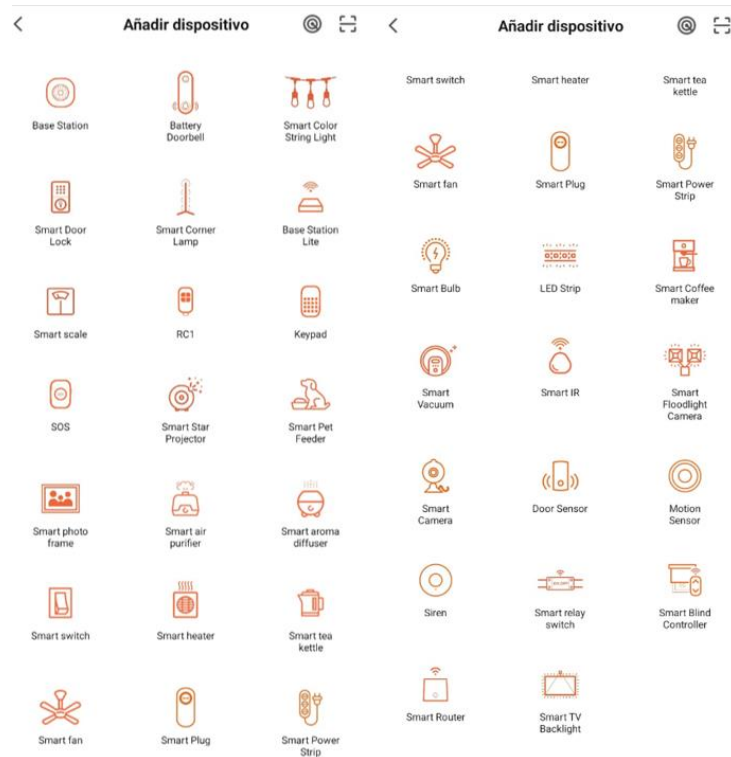 Añadir dispositivo
Base Station
Battery
Doorbell
Smart Color
String Light
Smart Door
Lock
Smart Corner
Lamp
Base Station
Lite
Smart scale
RC1
Keypad
SOS
Smart Star
Projector
Smart Pet
Feeder
Smart photo
frame
Smart air
purifier
Smart aroma
diffuser
Smart switch
Smart heater
Smart tea
kettle
Smart fan
Smart Plug
Smart Power
Strip
Añadir dispositivo
Smart switch
Smart heater
Smart tea
kettle
Smart fan
Smart Plug
Smart Power
Strip
Smart Bulb
LED Strip
Smart Coffee
maker
Smart
Vacuum
Smart IR
Smart
Floodlight
Camera
Smart
Camera
Door Sensor
Motion
Sensor
Siren
Smart relay
switch
Smart Blind
Controller
Smart Router
Smart TV
Backlight